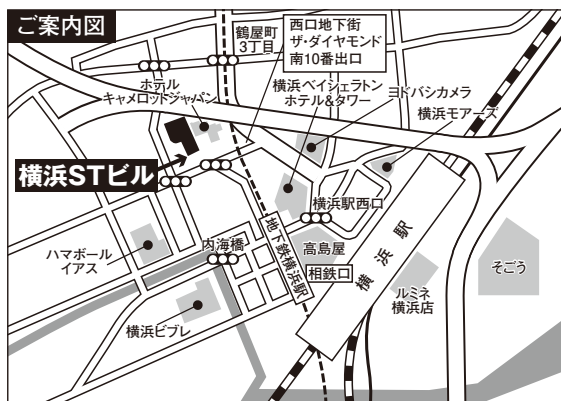 ご案内図
鶴屋町
3丁目
西口地下街
ザ・ダイヤモンド
南10番出口
ホテル
キャメロットジャパン
横浜ベイシェラトン
ホテル&タワー
ヨドバシカメラ
横浜モアーズ
横浜STビル
横浜駅西口
ハマボール
イアス
内海橋
地下鉄横浜駅
高島屋
相鉄口
横浜駅
そごう
ルミネ
横浜店
横浜ビブレ